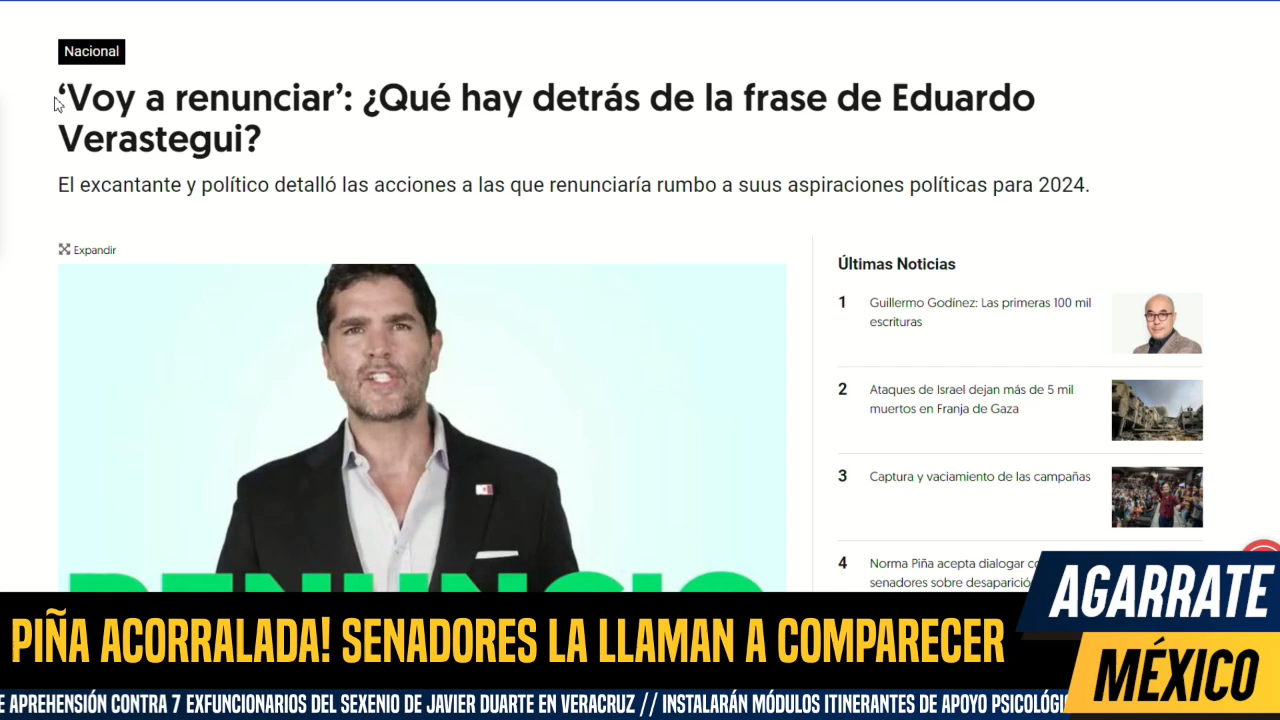 Nacional
‘Voy a renunciar’: ¿Qué hay detrás de la frase de Eduardo
Verastegui?
El excantante y político detalló las acciones a las que renunciaría rumbo a suus aspiraciones políticas para 2024.
Expandir
RENUNCIO
Últimas Noticias
1
Guillermo Godínez: Las primeras 100 mil
escrituras
2
Ataques de Israel dejan más de 5 mil
muertos en Franja de Gaza
3
Captura y vaciamiento de las campañas
4
Norma Piña acepta dialogar
senadores sobre desaparició
AGARRATE
MÉXICO
PIÑA ACORRALADA! SENADORES LA LLAMAN A COMPARECER
E APREHENSIÓN CONTRA 7 EXFUNCIONARIOS DEL SEXENIO DE JAVIER DUARTE EN VERACRUZ // INSTALARÁN MÓDULOS ITINERANTES DE APOYO PSICOLÓGI